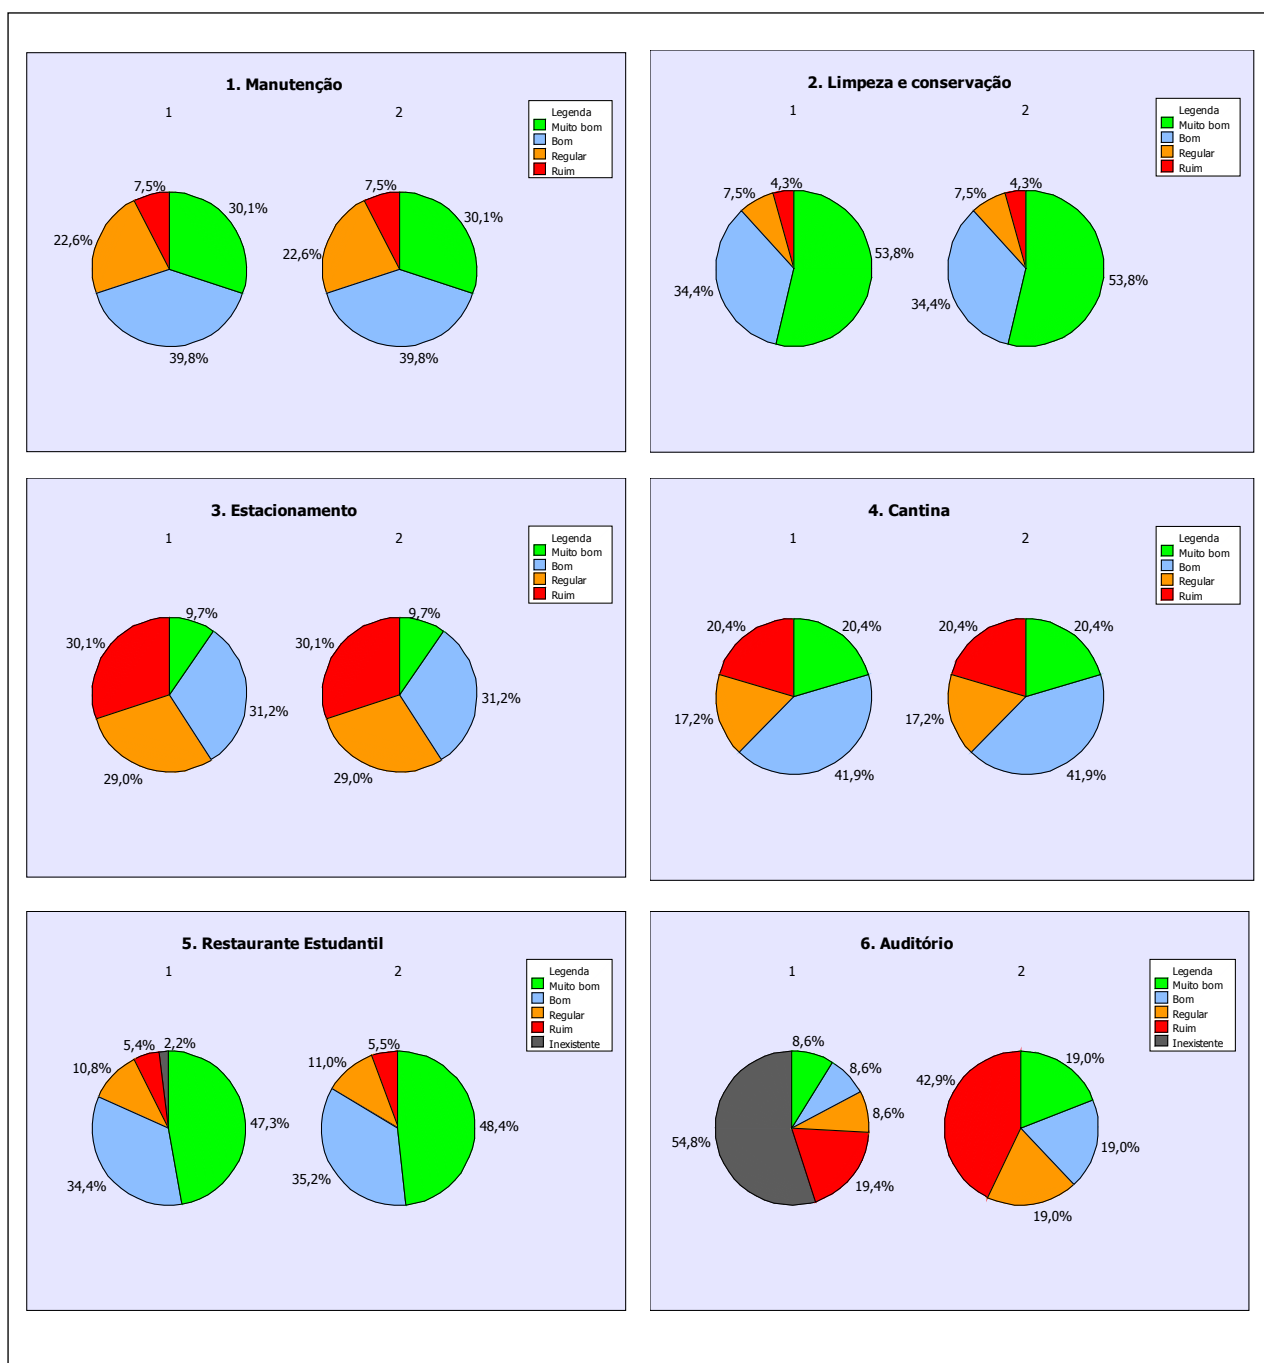 1. Manutenção
1 2
Legenda
Muito bom
Bom
Regular
Ruim
7,5%
30,1%
22,6%
39,8%
7,5%
30,1%
22,6%
39,8%
2. Limpeza e conservação
1 2
Legenda
Muito bom
Bom
Regular
Ruim
4,3%
7,5%
53,8%
34,4%
4,3%
7,5%
53,8%
34,4%
3. Estacionamento
1 2
Legenda
Muito bom
Bom
Regular
Ruim
9,7%
30,1%
31,2%
29,0%
9,7%
30,1%
31,2%
29,0%
4. Cantina
1 2
Legenda
Muito bom
Bom
Regular
Ruim
20,4%
20,4%
17,2%
41,9%
20,4%
20,4%
17,2%
41,9%
5. Restaurante Estudantil
1 2
Legenda
Muito bom
Bom
Regular
Ruim
Inexistente
5,4%
2,2%
10,8%
47,3%
34,4%
5,5%
11,0%
48,4%
35,2%
6. Auditório
1 2
Legenda
Muito bom
Bom
Regular
Ruim
Inexistente
8,6%
8,6%
8,6%
54,8%
19,4%
19,0%
42,9%
19,0%
19,0%